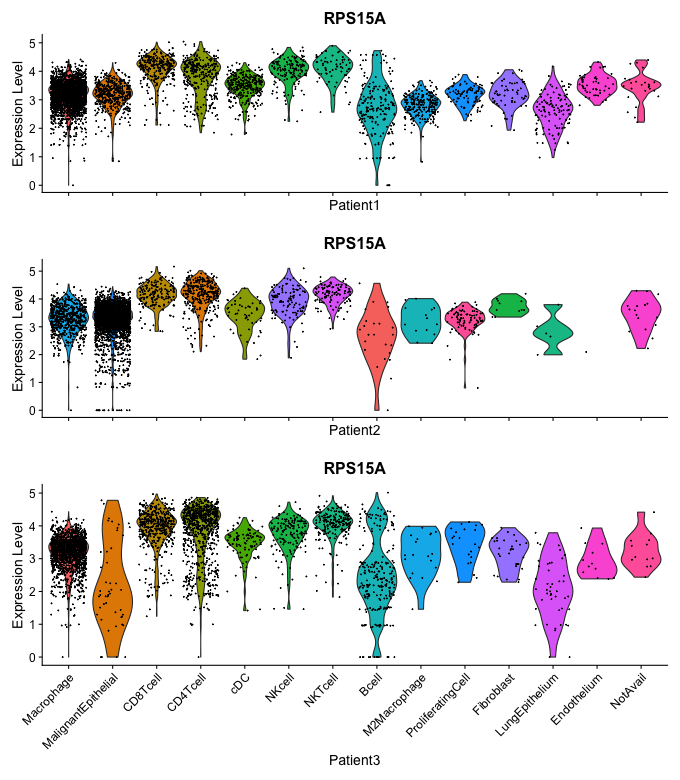 RPS15A
Expression Level
5
4
3
2
1
0
Patient1
RPS15A
Expression Level
5
4
3
2
1
0
Patient2
RPS15A
Expression Level
5
4
3
2
1
0
Macrophage
MalignantEpithelial
CD8Tcell
CD4Tcell
cDC
NKcell
NKTcell
Bcell
M2Macrophage
ProliferatingCell
Fibroblast
LungEpithelium
Endothelium
NotAvail
Patient3